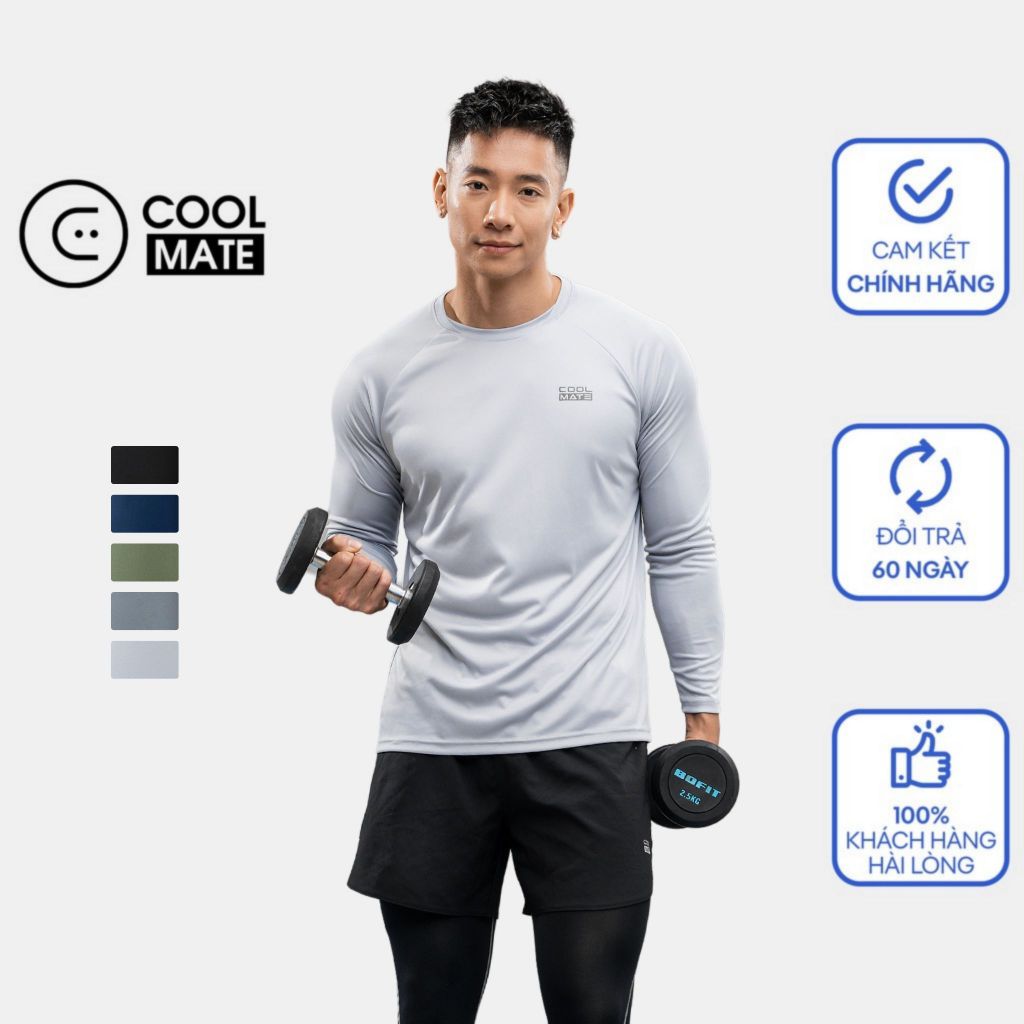 COOL
MATE
CAM KẾT
CHÍNH HÃNG
COOL
MATE
ĐỔI TRẢ
60 NGÀY
100%
KHÁCH HÀNG
HÀI LÒNG
BOFIT
2.5KG